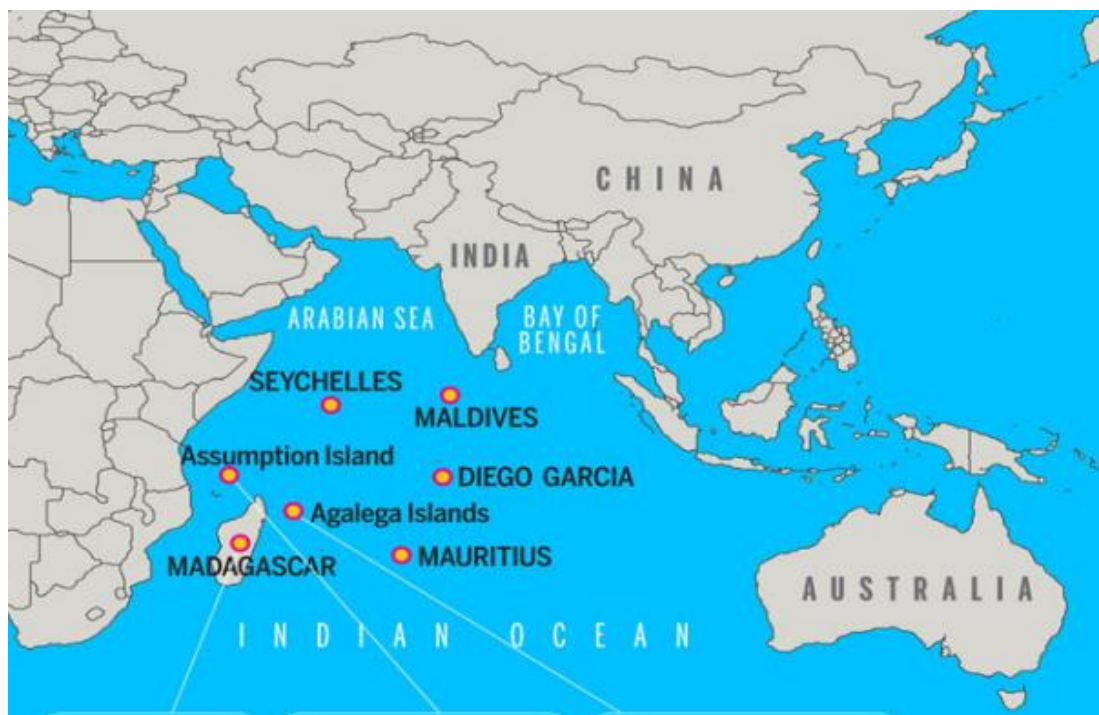 CHINA
INDIA
ARABIAN SEA
BAY OF
BENGAL
SEYCHELLES
MALDIVES
Assumption Island
DIEGO GARCIA
Agalega Islands
MAURITIUS
MADAGASCAR
AUSTRALIA
INDIAN OCEAN